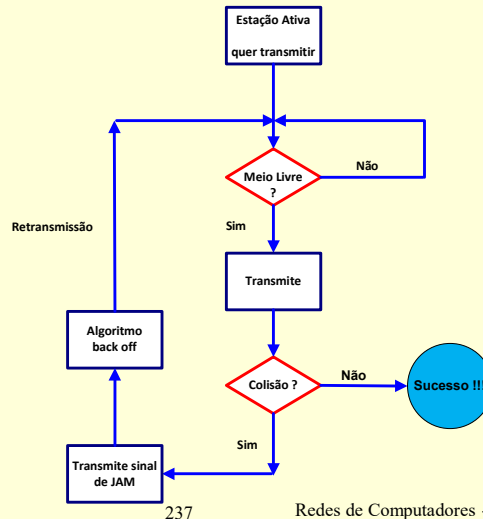 Estação Ativa
quer transmitir
Meio Livre
?
Não
Sim
Retransmissão
Transmite
Algoritmo
back off
Colisão ?
Não
Sucesso !!!
Sim
Transmite sinal
de JAM
237
Redes de Computadores -